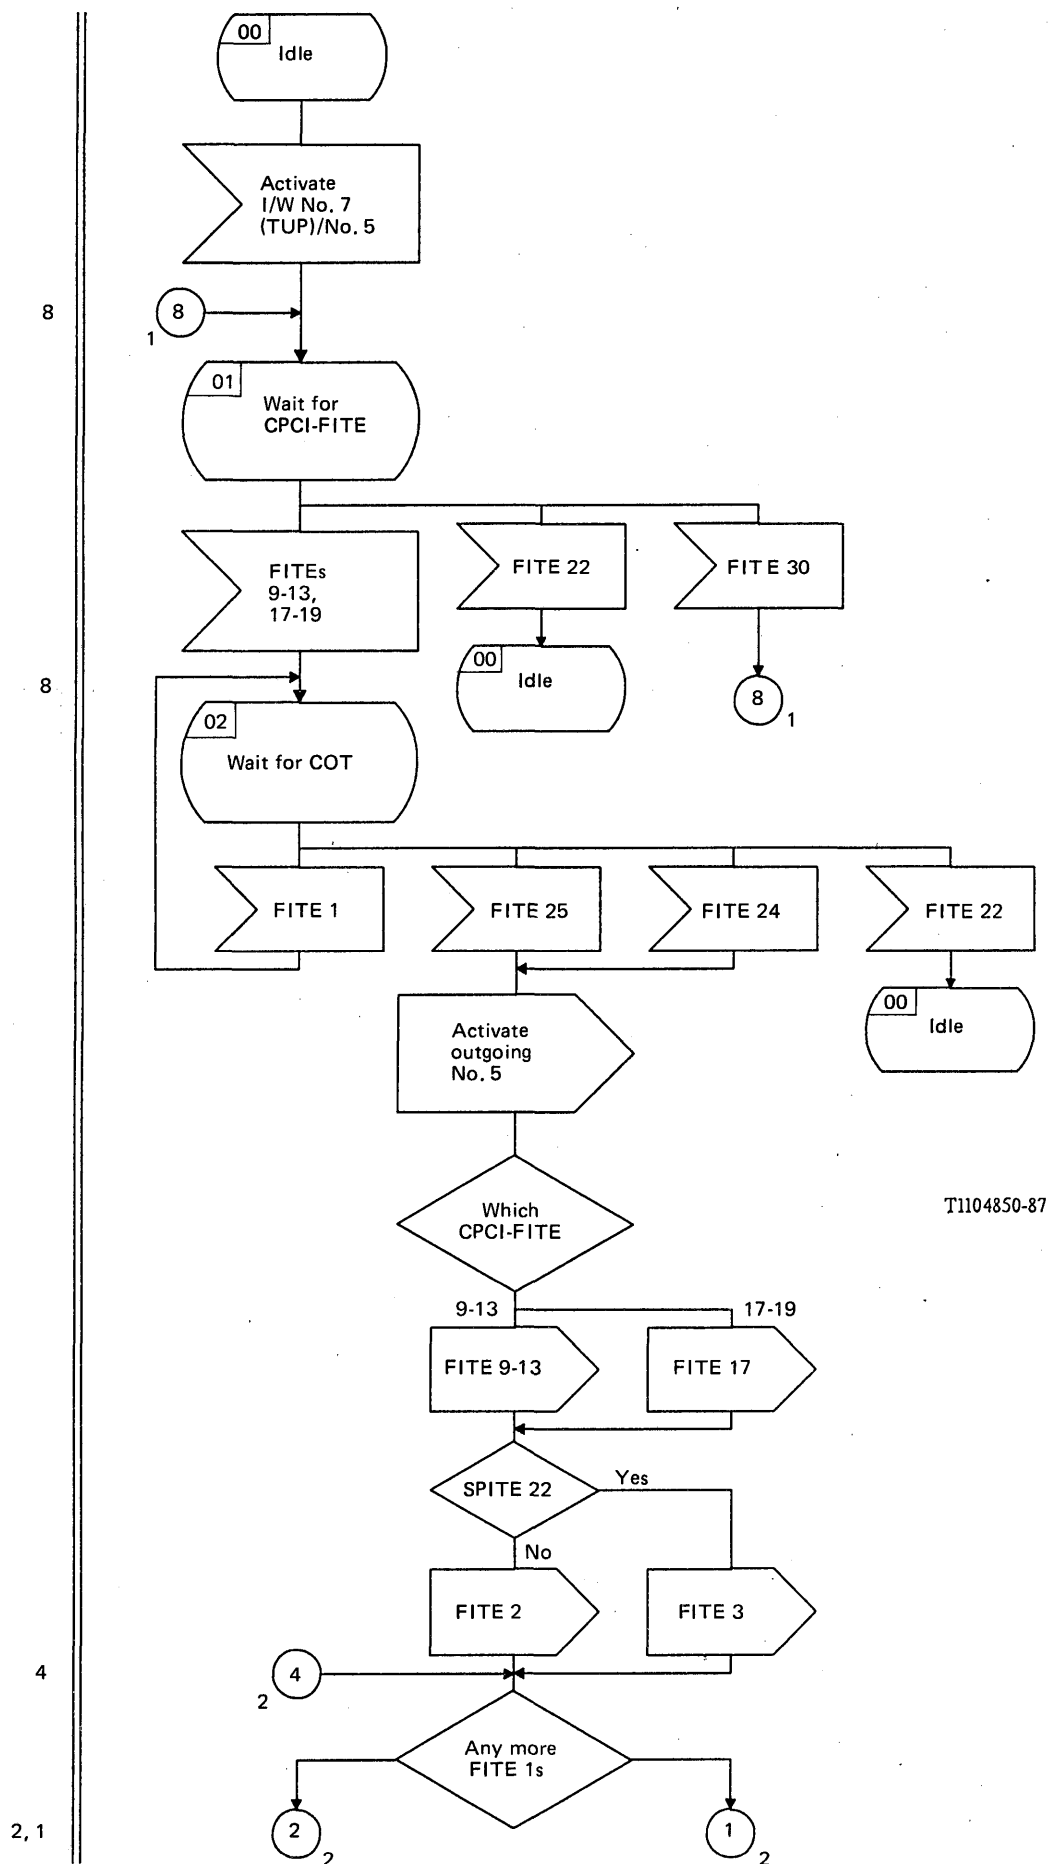 00
Idle
Activate
I/W No. 7
(TUP)/No. 5
8
8
1
01
Wait for
CPCI-FITE
FITEs
9-13,
17-19
FITE 22
FITE 30
00
Idle
8
1
8
02
Wait for COT
FITE 1
FITE 25
FITE 24
FITE 22
00
Idle
Activate
outgoing
No. 5
Which
CPCI-FITE
T1104850-87
9-13
17-19
FITE 9-13
FITE 17
SPITE 22
Yes
No
FITE 2
FITE 3
4
4
2
Any more
FITE 1s
2, 1
2
2
1
2